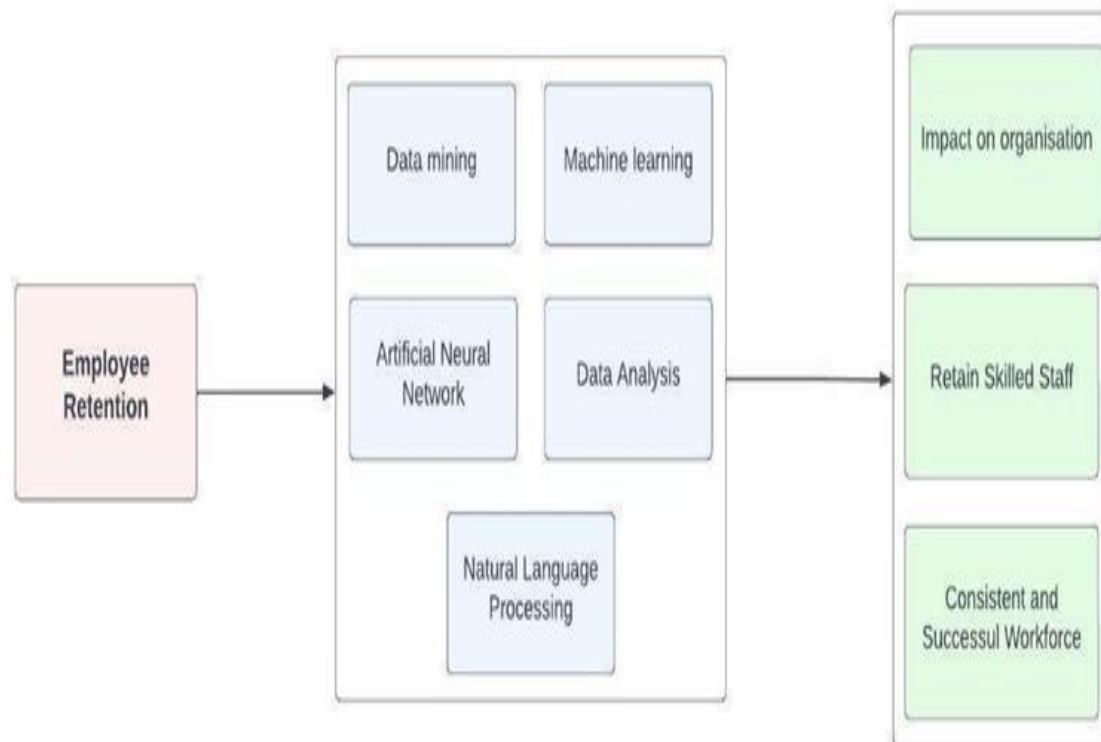 Employee
Retention
Data mining
Machine learning
Artificial Neural
Network
Data Analysis
Natural Language
Processing
Impact on organisation
Retain Skilled Staff
Consistent and
Successul Workforce